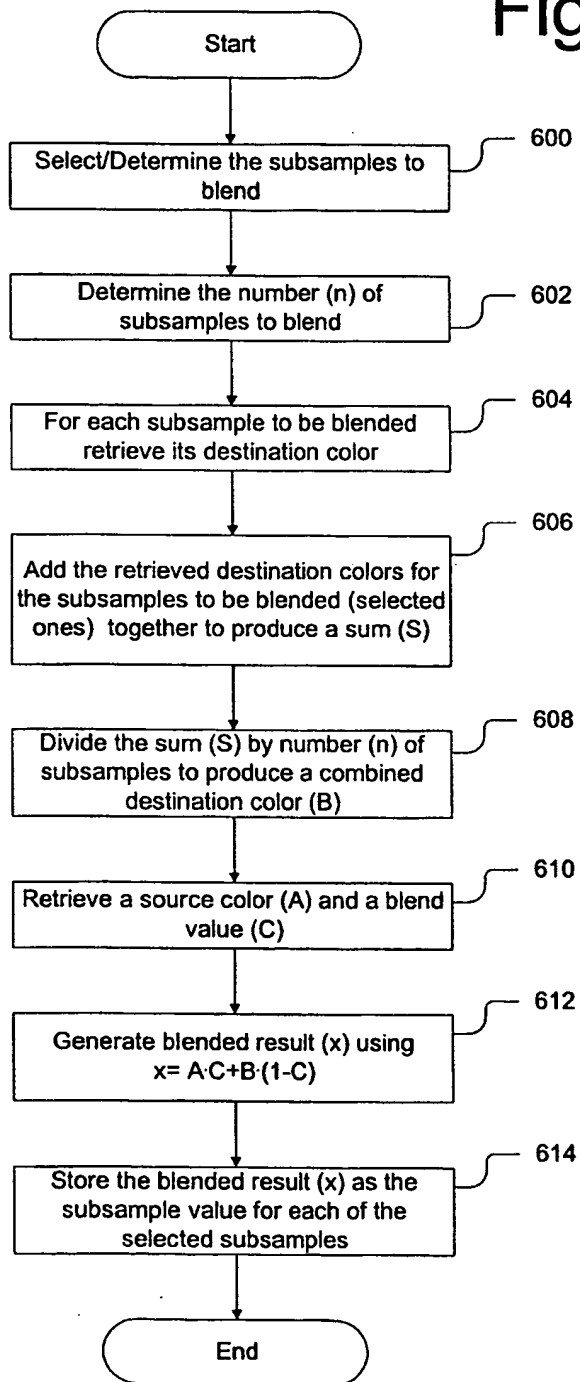 Fig
Start
600
Select/Determine the subsamples to
blend
602
Determine the number (n) of
subsamples to blend
604
For each subsample to be blended
retrieve its destination color
606
Add the retrieved destination colors for
the subsamples to be blended (selected
ones) together to produce a sum (S)
608
Divide the sum (S) by number (n) of
subsamples to produce a combined
destination color (B)
610
Retrieve a source color (A) and a blend
value (C)
612
Generate blended result (x) using
x= A·C+B·(1-C)
614
Store the blended result (x) as the
subsample value for each of the
selected subsamples
End